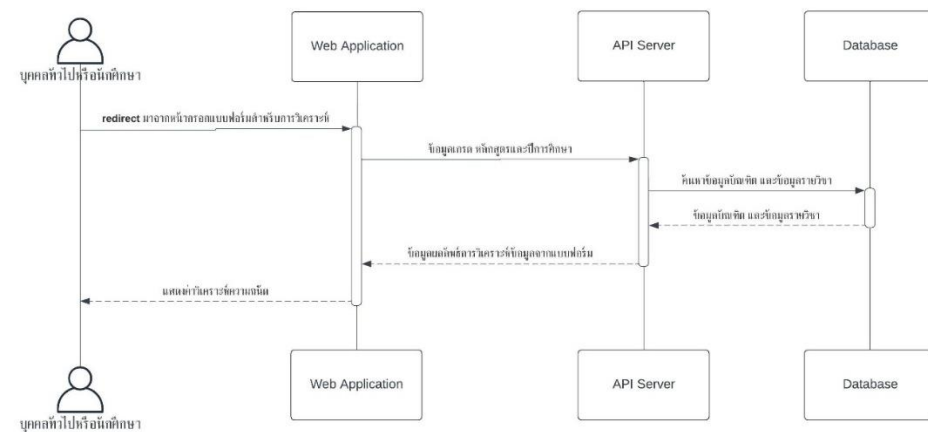 Web Application
API Server
Database
บุคคลทั่วไปหรือนักศึกษา
redirect มาจากหน้ากรอกแบบฟอร์มสำหรับการวิเคราะห์
ข้อมูลเกรด หลักสูตรและปีการศึกษา
ค้นหาข้อมูลบัณฑิต และข้อมูลรายวิชา
ข้อมูลบัณฑิต และข้อมูลรายวิชา
ข้อมูลผลลัพธ์การวิเคราะห์ข้อมูลจากแบบฟอร์ม
แสดงค่าวิเคราะห์ความถนัด
Web Application
API Server
Database
บุคคลทั่วไปหรือนักศึกษา